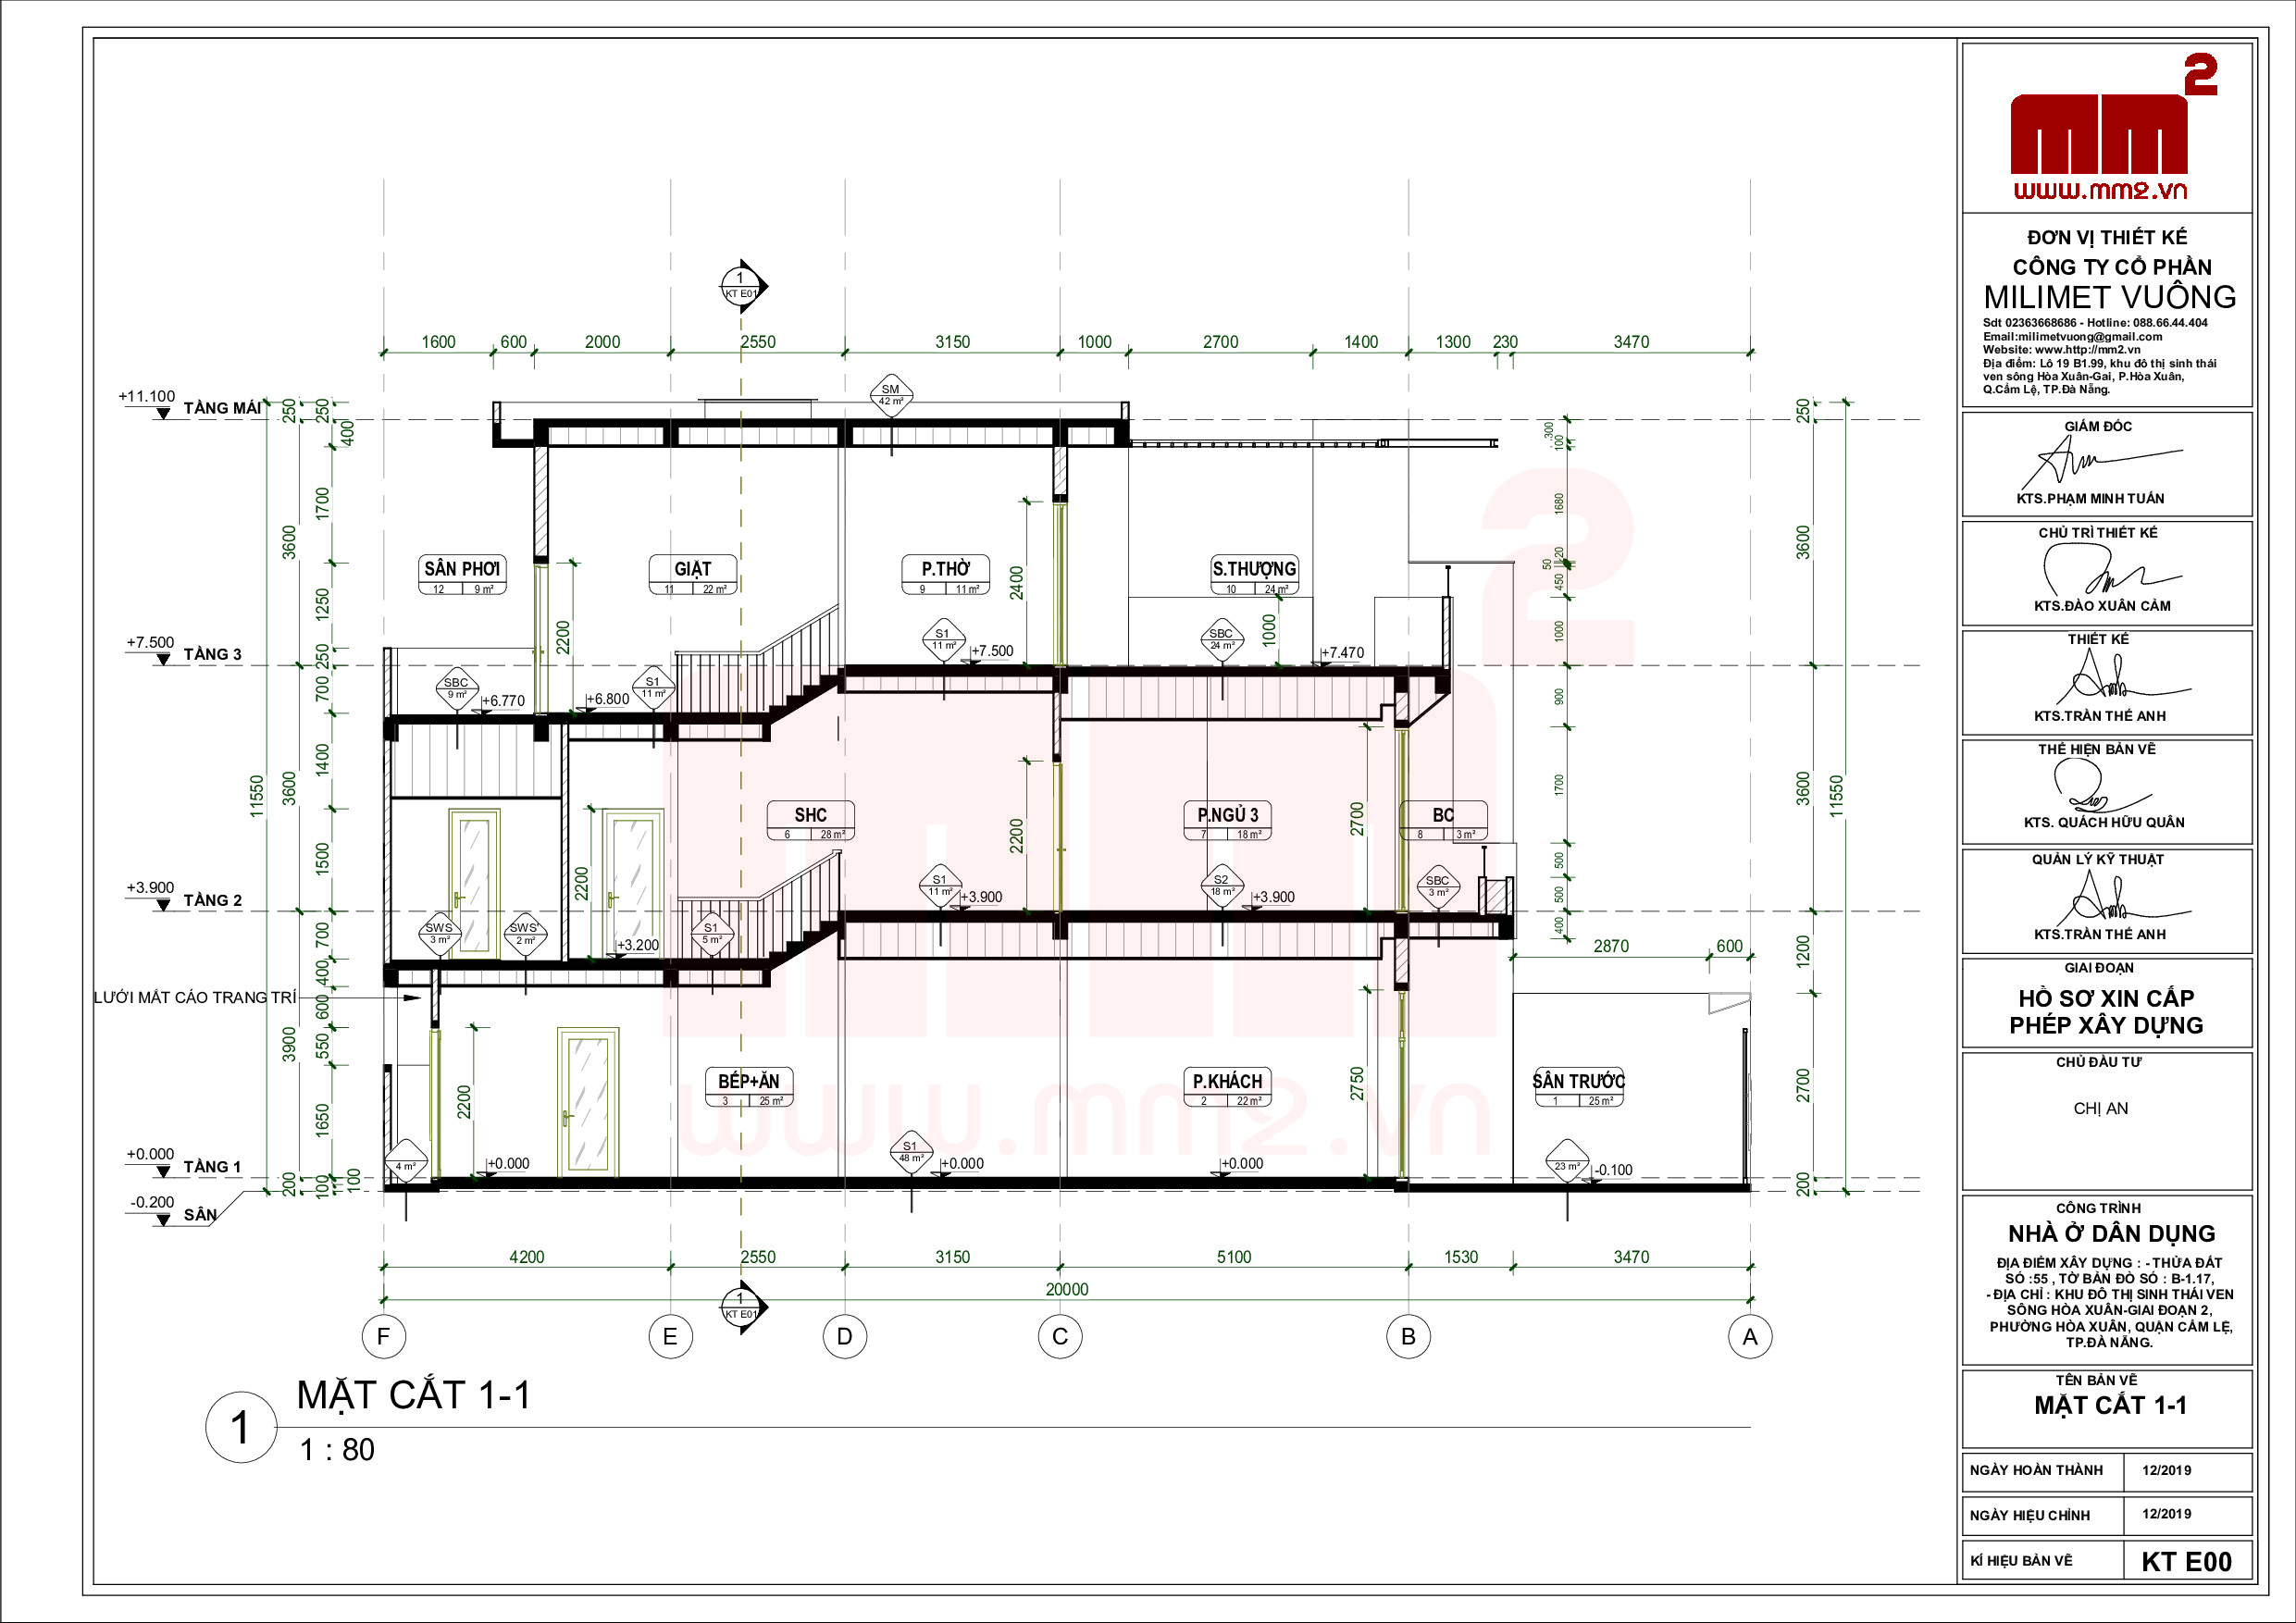 1
KT E01
1600 600 2000 2550 3150 1000 2700 1400 1300 230 3470
+11.100 TẦNG MÁI
250 250 400
SM
42 m²
250
300
100
3600
1700
1680
3600
SÂN PHƠI
12 9 m²
GIẶT
11 22 m²
P.THỜ
9 11 m²
S.THƯỢNG
10 24 m²
20
50
450
1250
2200
2400
1000
1000
+7.500 TẦNG 3
250
S1
11 m²
+7.500
SBC
24 m²
+7.470
700
SBC
9 m²
+6.770
+6.800
S1
11 m²
900
11550
3600
1400
1700
3600
11550
SHC
6 28 m²
P.NGỦ 3
7 18 m²
BC
8 3 m²
2200
2700
1500
2200
500
500
+3.900 TẦNG 2
S1
11 m²
+3.900
S2
18 m²
+3.900
SBC
3 m²
700
SWS
3 m²
SWS'
2 m²
+3.200
S1
5 m²
400
2870 600
1200
LƯỚI MẮT CÁO TRANG TRÍ
400
600
3900
550
BẾP+ĂN
3 25 m²
P.KHÁCH
2 22 m²
SÂN TRƯỚC
1 25 m²
2200
2750
2700
1650
www.mm2.vn
+0.000 TẦNG 1
4 m²
+0.000
S1
48 m²
+0.000
+0.000
23 m²
-0.100
200 100 100
200
-0.200 SÂN
4200 2550 3150 5100 1530 3470
20000
1
KT E01
F E D C B A
1
MẶT CẮT 1-1
1 : 80
mm2
www.mm2.vn
ĐƠN VỊ THIẾT KẾ
CÔNG TY CỔ PHẦN
MILIMET VUÔNG
Sdt 02363668686 - Hotline: 088.66.44.404
Email:milimetvuong@gmail.com
Website: www.http://mm2.vn
Địa điểm: Lô 19 B1.99, khu đô thị sinh thái
ven sông Hòa Xuân-Gai, P.Hòa Xuân,
Q.Cẩm Lệ, TP.Đà Nẵng.
GIÁM ĐỐC
KTS.PHẠM MINH TUẤN
CHỦ TRÌ THIẾT KẾ
KTS.ĐÀO XUÂN CẢM
THIẾT KẾ
KTS.TRẦN THẾ ANH
THỂ HIỆN BẢN VẼ
KTS. QUÁCH HỮU QUÂN
QUẢN LÝ KỸ THUẬT
KTS.TRẦN THẾ ANH
GIAI ĐOẠN
HỒ SƠ XIN CẤP
PHÉP XÂY DỰNG
CHỦ ĐẦU TƯ
CHỊ AN
CÔNG TRÌNH
NHÀ Ở DÂN DỤNG
ĐỊA ĐIỂM XÂY DỰNG : - THỬA ĐẤT
SỐ :55 , TỜ BẢN ĐỒ SỐ : B-1.17,
- ĐỊA CHỈ : KHU ĐÔ THỊ SINH THÁI VEN
SÔNG HÒA XUÂN-GIAI ĐOẠN 2,
PHƯỜNG HÒA XUÂN, QUẬN CẨM LỆ,
TP.ĐÀ NẴNG.
TÊN BẢN VẼ
MẶT CẮT 1-1
NGÀY HOÀN THÀNH 12/2019
NGÀY HIỆU CHỈNH 12/2019
KÍ HIỆU BẢN VẼ KT E00